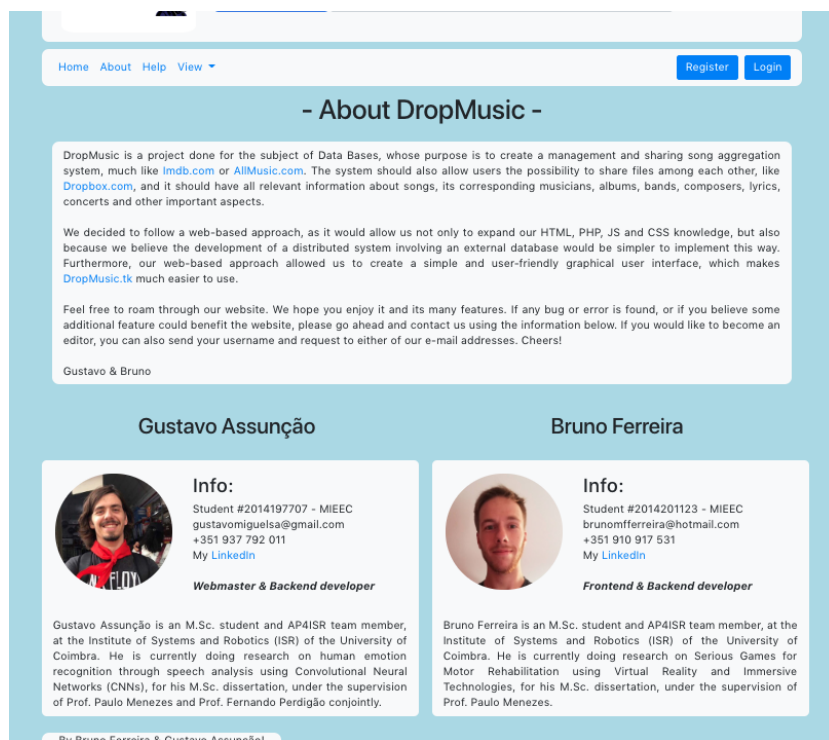 Home About Help View
Register Login
- About DropMusic -
DropMusic is a project done for the subject of Data Bases, whose purpose is to create a management and sharing song aggregation
system, much like Imdb.com or AllMusic.com. The system should also allow users the possibility to share files among each other, like
Dropbox.com, and it should have all relevant information about songs, its corresponding musicians, albums, bands, composers, lyrics,
concerts and other important aspects.
We decided to follow a web-based approach, as it would allow us not only to expand our HTML, PHP, JS and CSS knowledge, but also
because we believe the development of a distributed system involving an external database would be simpler to implement this way.
Furthermore, our web-based approach allowed us to create a simple and user-friendly graphical user interface, which makes
DropMusic.tk much easier to use.
Feel free to roam through our website. We hope you enjoy it and its many features. If any bug or error is found, or if you believe some
additional feature could benefit the website, please go ahead and contact us using the information below. If you would like to become an
editor, you can also send your username and request to either of our e-mail addresses. Cheers!
Gustavo & Bruno
Gustavo Assunção
Info:
Student #2014197707 - MIEEC
gustavomiguelsa@gmail.com
+351 937 792 011
My LinkedIn
Webmaster & Backend developer
Gustavo Assunção is an M.Sc. student and AP4ISR team member,
at the Institute of Systems and Robotics (ISR) of the University of
Coimbra. He is currently doing research on human emotion
recognition through speech analysis using Convolutional Neural
Networks (CNNs), for his M.Sc. dissertation, under the supervision
of Prof. Paulo Menezes and Prof. Fernando Perdigão conjointly.
Bruno Ferreira
Info:
Student #2014201123 - MIEEC
brunomfferreira@hotmail.com
+351 910 917 531
My LinkedIn
Frontend & Backend developer
Bruno Ferreira is an M.Sc. student and AP4ISR team member, at the
Institute of Systems and Robotics (ISR) of the University of
Coimbra. He is currently doing research on Serious Games for
Motor Rehabilitation using Virtual Reality and Immersive
Technologies, for his M.Sc. dissertation, under the supervision of
Prof. Paulo Menezes.
By Bruno Ferreira & Gustavo Assunção!